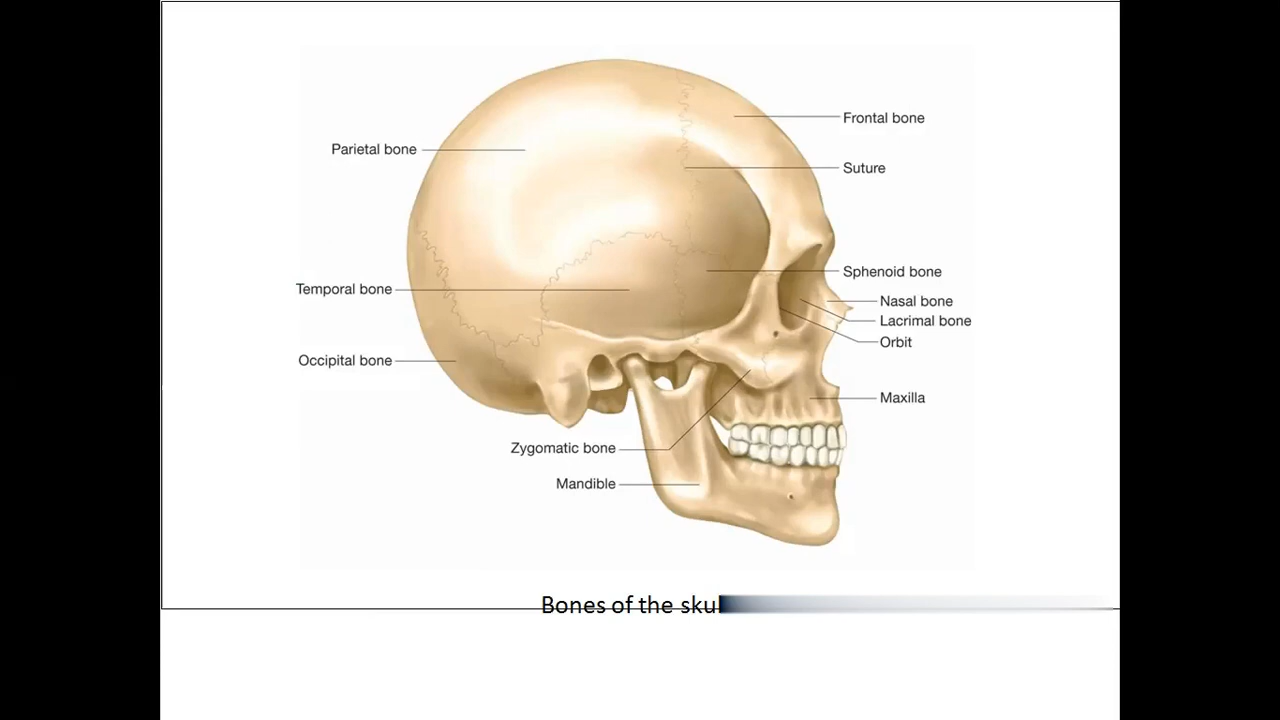 Frontal bone
Parietal bone
Suture
Sphenoid bone
Temporal bone
Nasal bone
Lacrimal bone
Orbit
Occipital bone
Maxilla
Zygomatic bone
Mandible
Bones of the skul